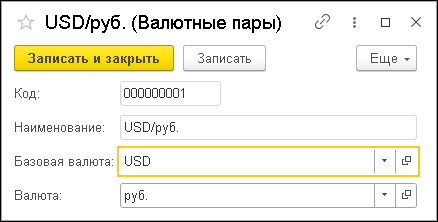 USD/руб. (Валютные пары)
Записать и закрыть Записать Еще
Код: 000000001
Наименование: USD/руб.
Базовая валюта: USD
Валюта: руб.